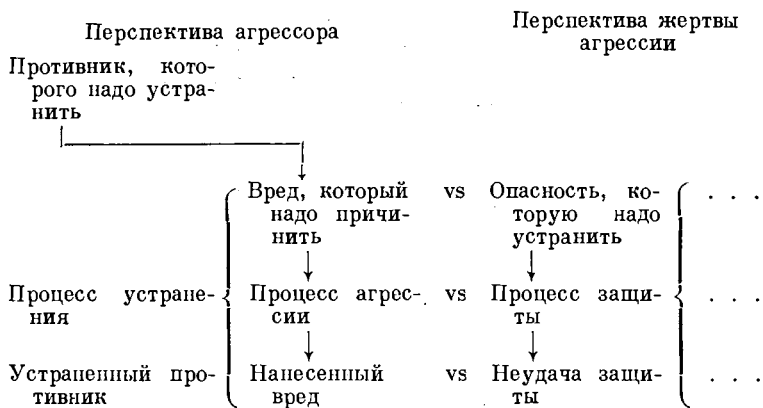 Перспектива агрессора
Перспектива жертвы
агрессии
Противник, кото-
рого надо устра-
нить
Вред, который vs Опасность, ко- . . .
надо причи- торую надо
нить устранить
Процесс устране- Процесс агрес- vs Процесс защи- . . .
ния сии ты
Устраненный про- Нанесенный vs Неудача защи- . . .
тивник вред ты